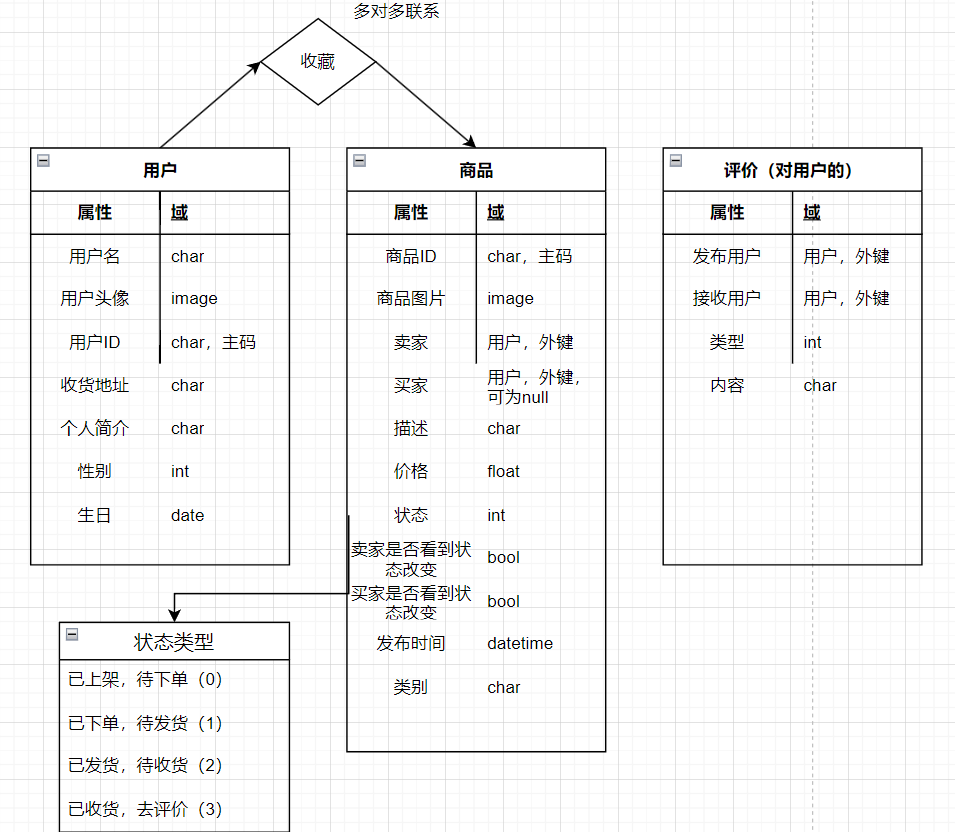 多对多联系
收藏
用户
属性 域
用户名 char
用户头像 image
用户ID char，主码
收货地址 char
个人简介 char
性别 int
生日 date
商品
属性 域
商品ID char，主码
商品图片 image
卖家 用户，外键
买家 用户，外键，
可为null
描述 char
价格 float
状态 int
卖家是否看到状
态改变 bool
买家是否看到状
态改变 bool
发布时间 datetime
类别 char
评价（对用户的）
属性 域
发布用户 用户，外键
接收用户 用户，外键
类型 int
内容 char
状态类型
已上架，待下单（0）
已下单，待发货（1）
已发货，待收货（2）
已收货，去评价（3）